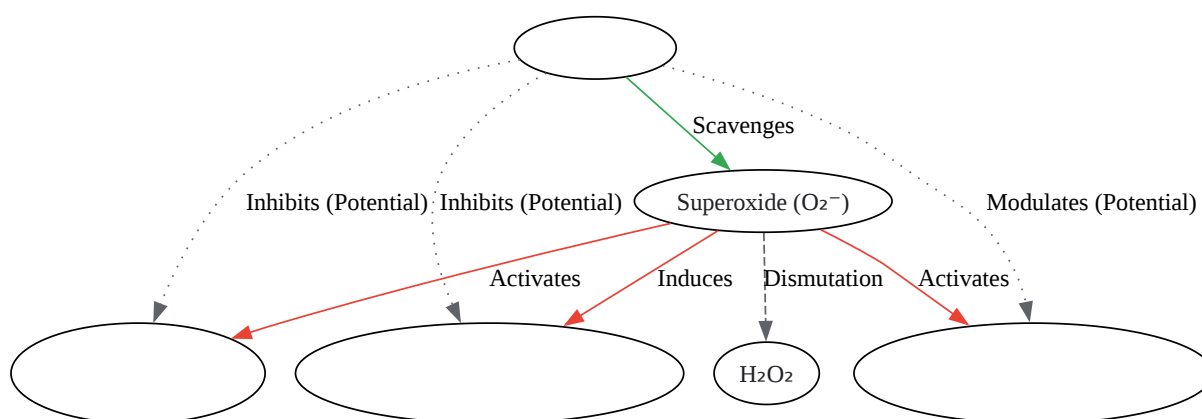 Scavenges
Inhibits (Potential)
Inhibits (Potential)
Superoxide (O₂⁻)
Modulates (Potential)
Activates
Induces
Dismutation
Activates
H₂O₂